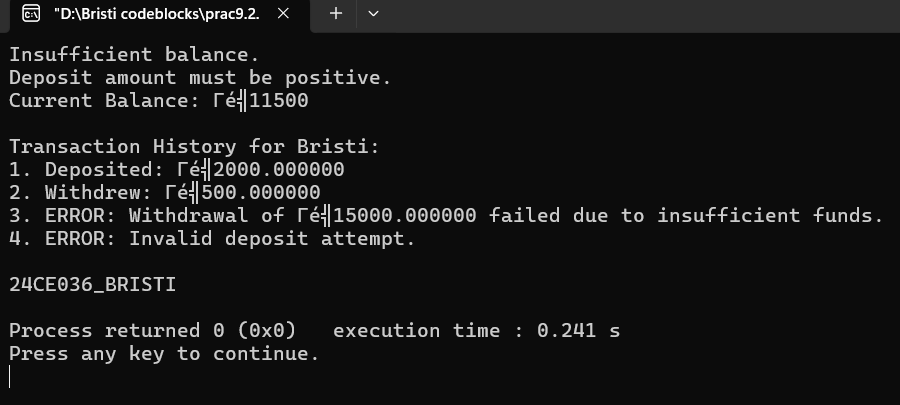 "D:\Bristi codeblocks\prac9.2.
Insufficient balance.
Deposit amount must be positive.
Current Balance: Γé╣11500
Transaction History for Bristi:
1. Deposited: Γé╣2000.000000
2. Withdrew: Γé╣500.000000
3. ERROR: Withdrawal of Γé╣15000.000000 failed due to insufficient funds.
4. ERROR: Invalid deposit attempt.
24CE036_BRISTI
Process returned 0 (0x0)   execution time : 0.241 s
Press any key to continue.